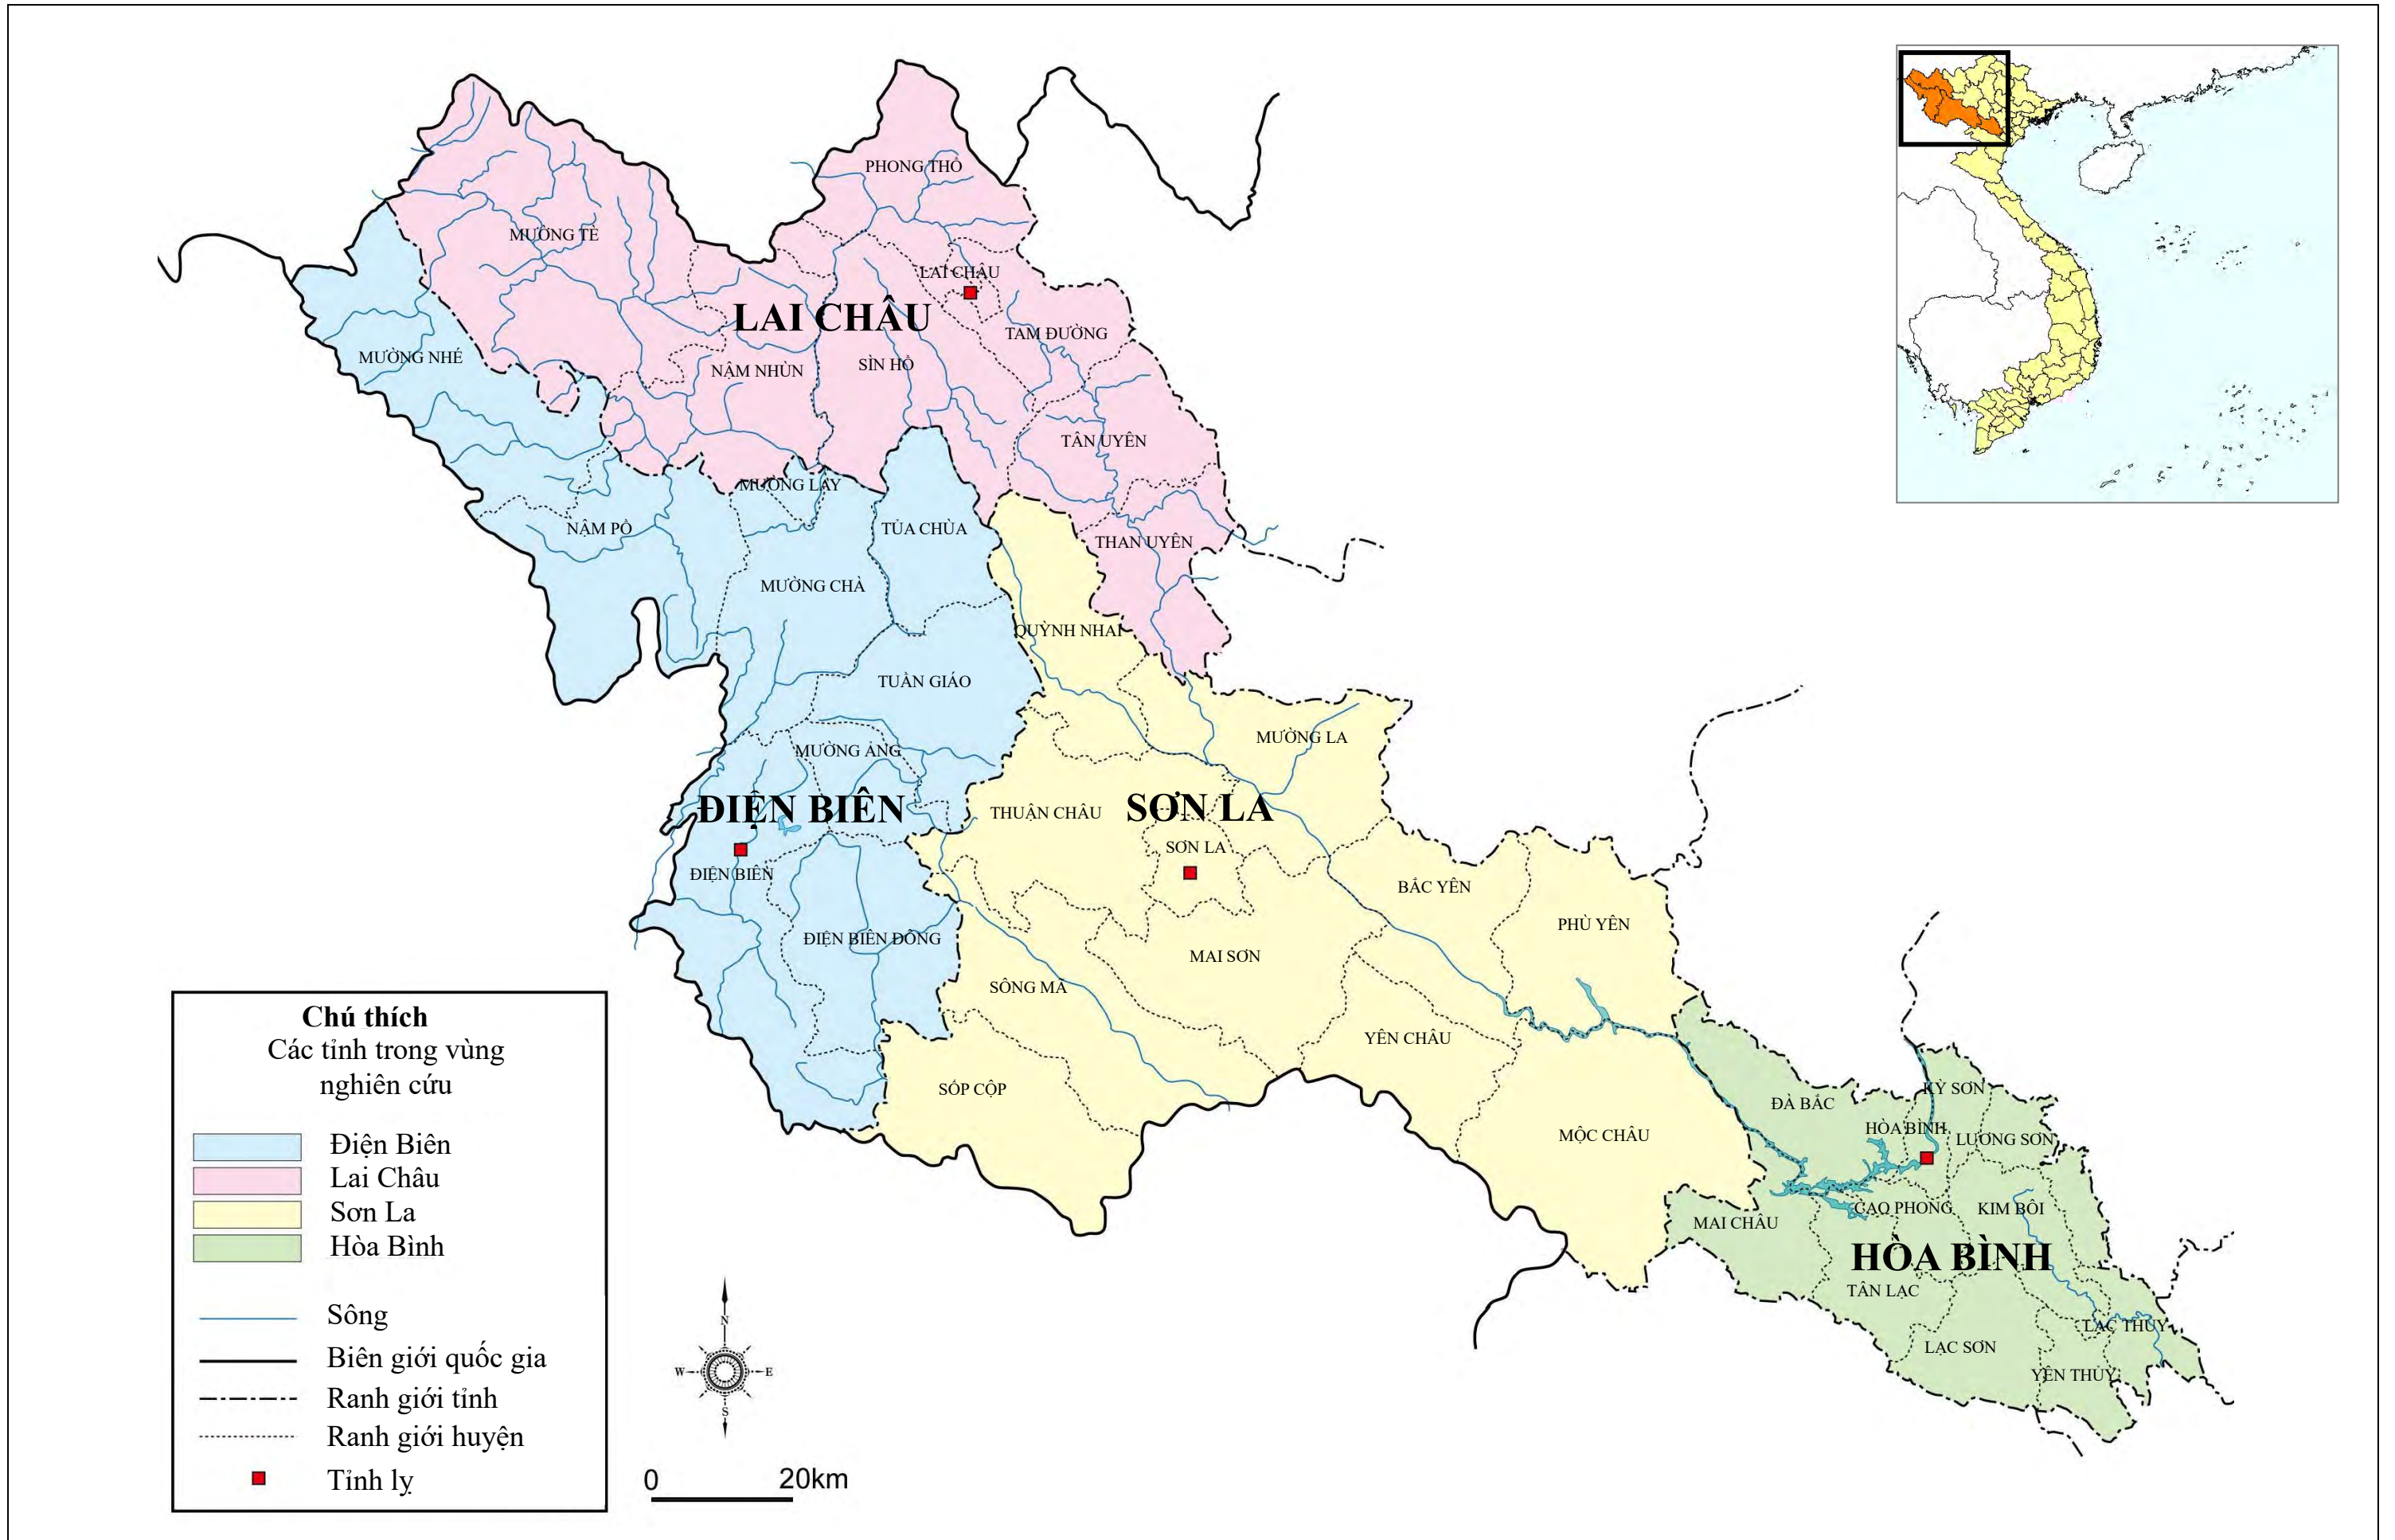 PHONG THỔ
MƯỜNG TÈ
LAI CHÂU
LAI CHÂU
TAM ĐƯỜNG
MƯỜNG NHÉ
NẬM NHÙN
SÌN HỒ
TÂN UYÊN
MƯỜNG LAY
NẬM PỒ
TỦA CHÙA
THAN UYÊN
MƯỜNG CHÀ
QUỲNH NHAI
TUẦN GIÁO
MƯỜNG LA
MƯỜNG ẢNG
ĐIỆN BIÊN
THUẬN CHÂU
SƠN LA
SƠN LA
ĐIỆN BIÊN
BẮC YÊN
PHÙ YÊN
ĐIỆN BIÊN ĐÔNG
MAI SƠN
SÔNG MÃ
YÊN CHÂU
SỐP CỘP
KỲ SƠN
ĐÀ BẮC
HÒA BÌNH
MỘC CHÂU
LƯƠNG SƠN
CAO PHONG
KIM BÔI
MAI CHÂU
HÒA BÌNH
TÂN LẠC
LẠC THỦY
LẠC SƠN
YÊN THỦY
Chú thích
Các tỉnh trong vùng
nghiên cứu
Điện Biên
Lai Châu
Sơn La
Hòa Bình
Sông
Biên giới quốc gia
Ranh giới tỉnh
Ranh giới huyện
Tỉnh lỵ
N
W E
S
0 20km